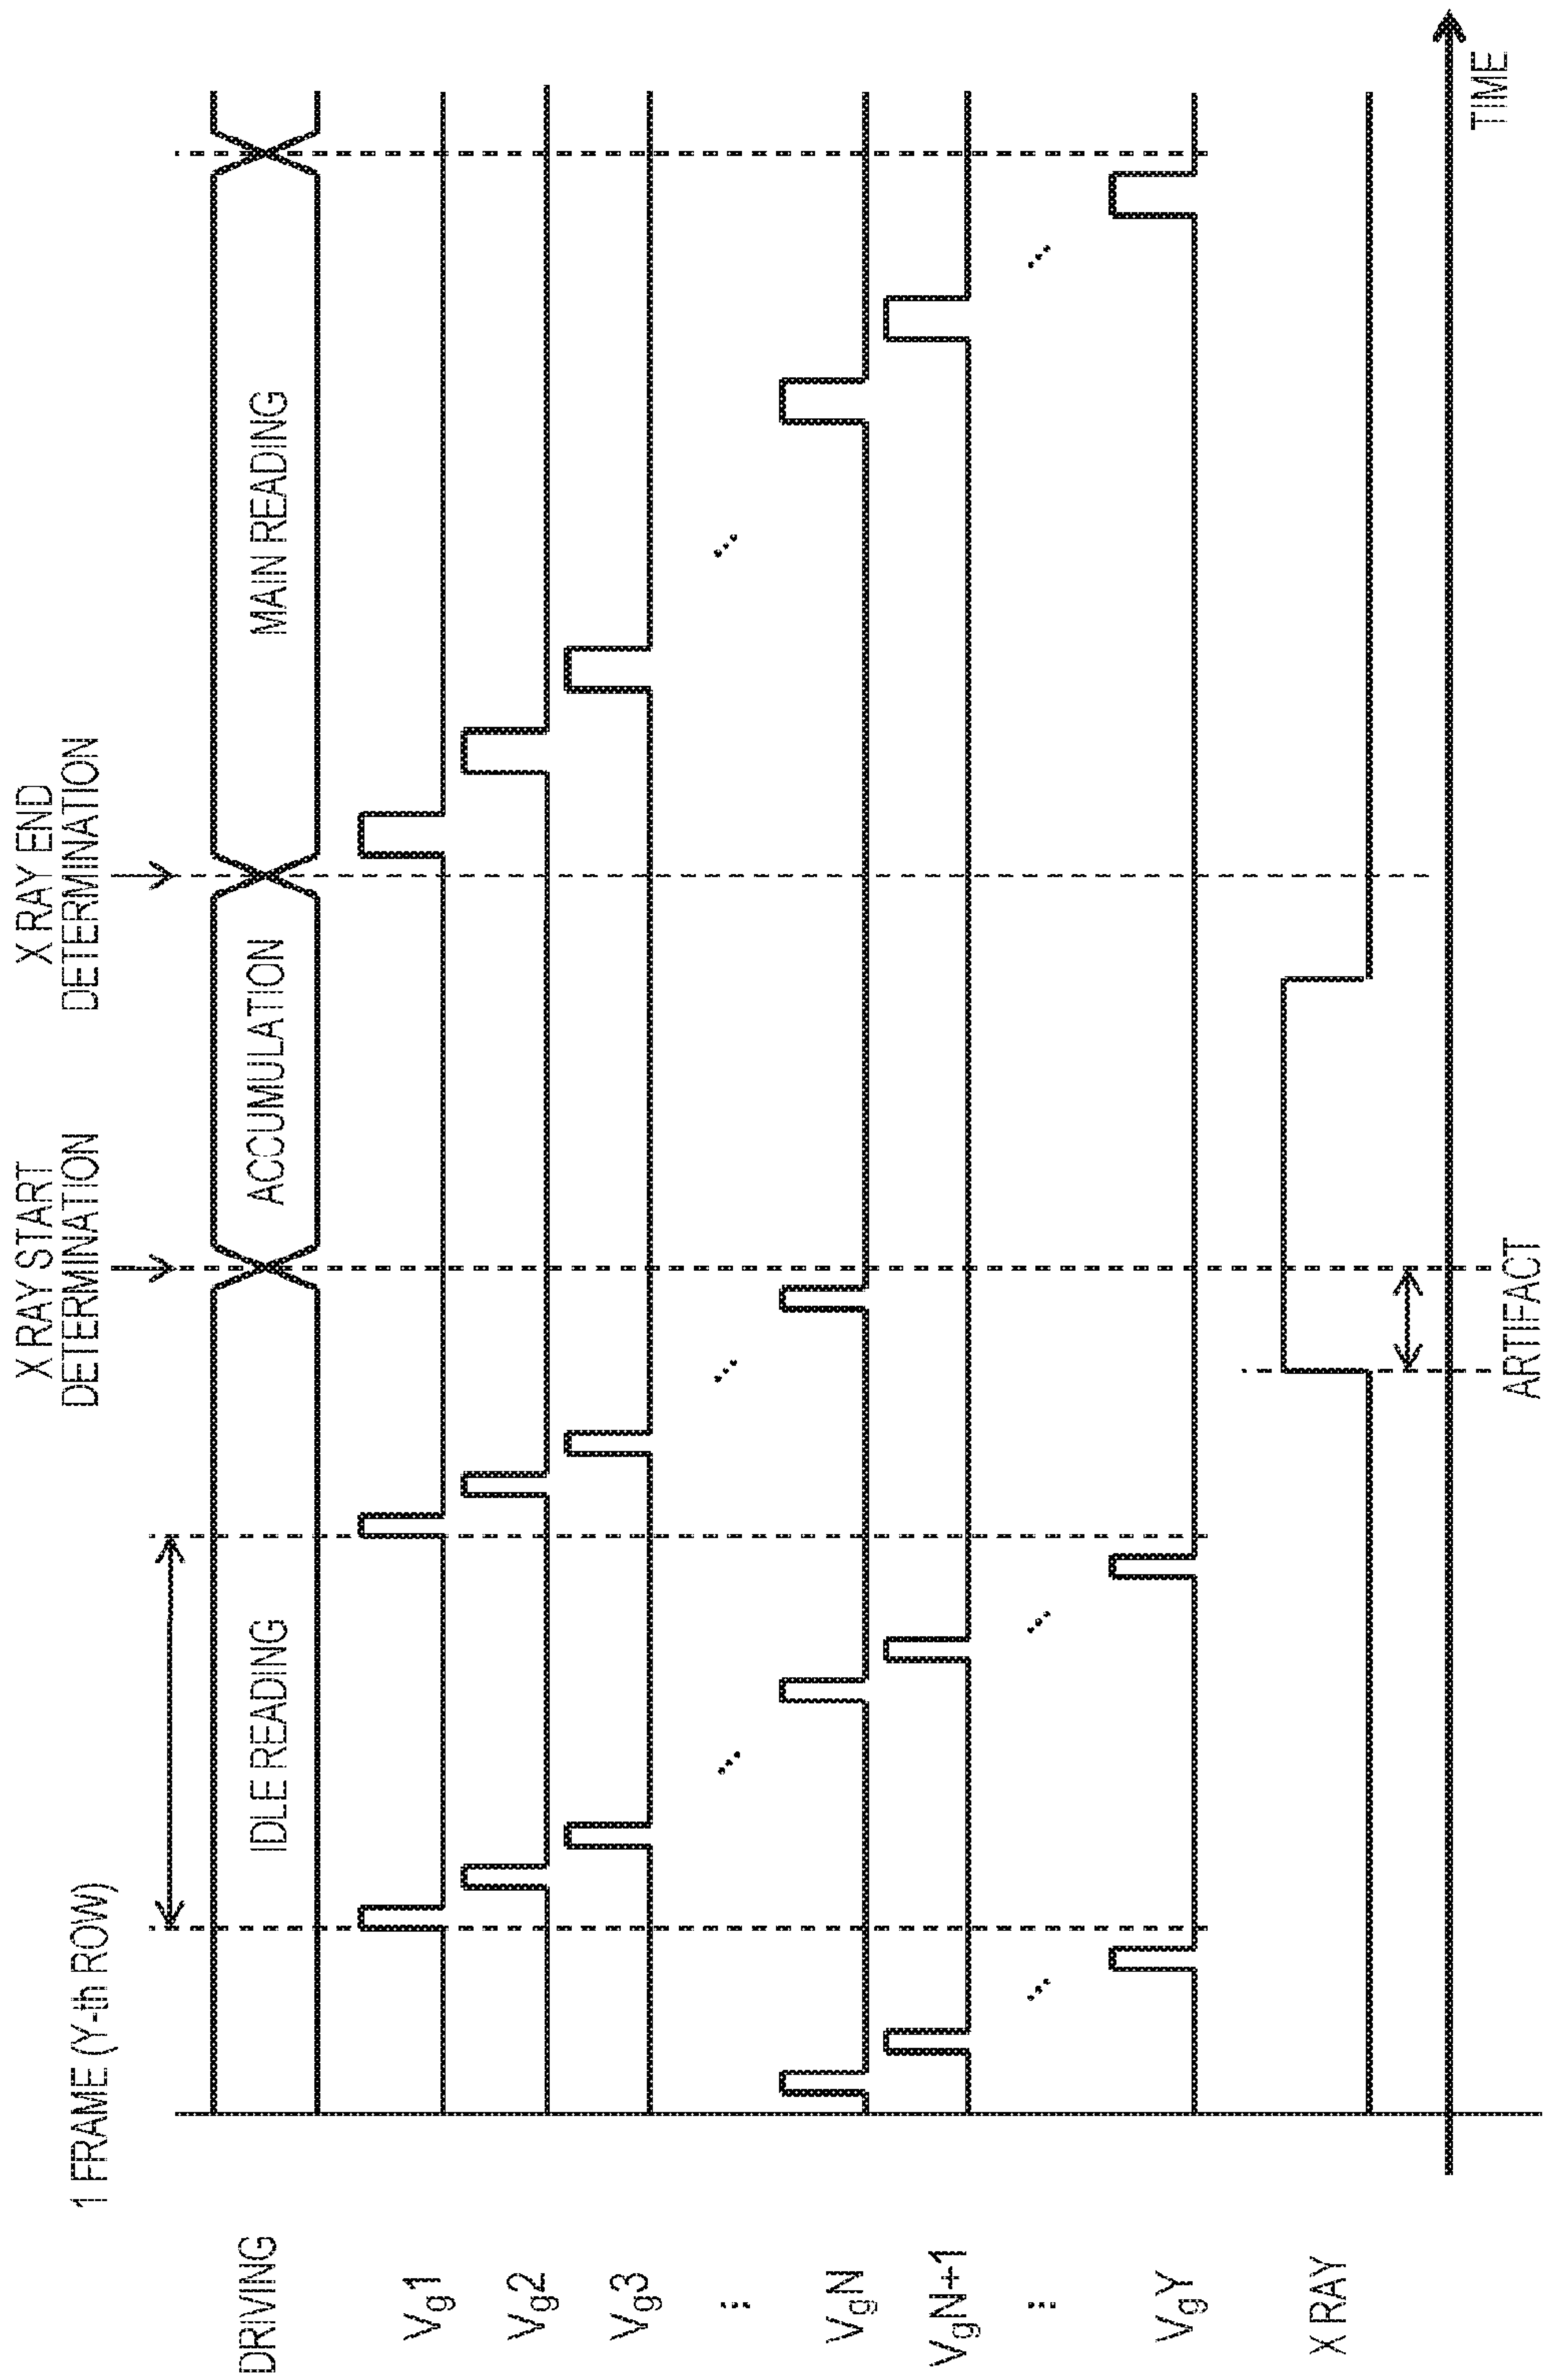 X RAY START
DETERMINATION
X RAY END
DETERMINATION
1 FRAME (Y-th ROW)
DRIVING
IDLE READING
ACCUMULATION
MAIN READING
Vg1
Vg2
Vg3
⋮
VgN
VgN+1
⋮
VgY
X RAY
ARTIFACT
TIME